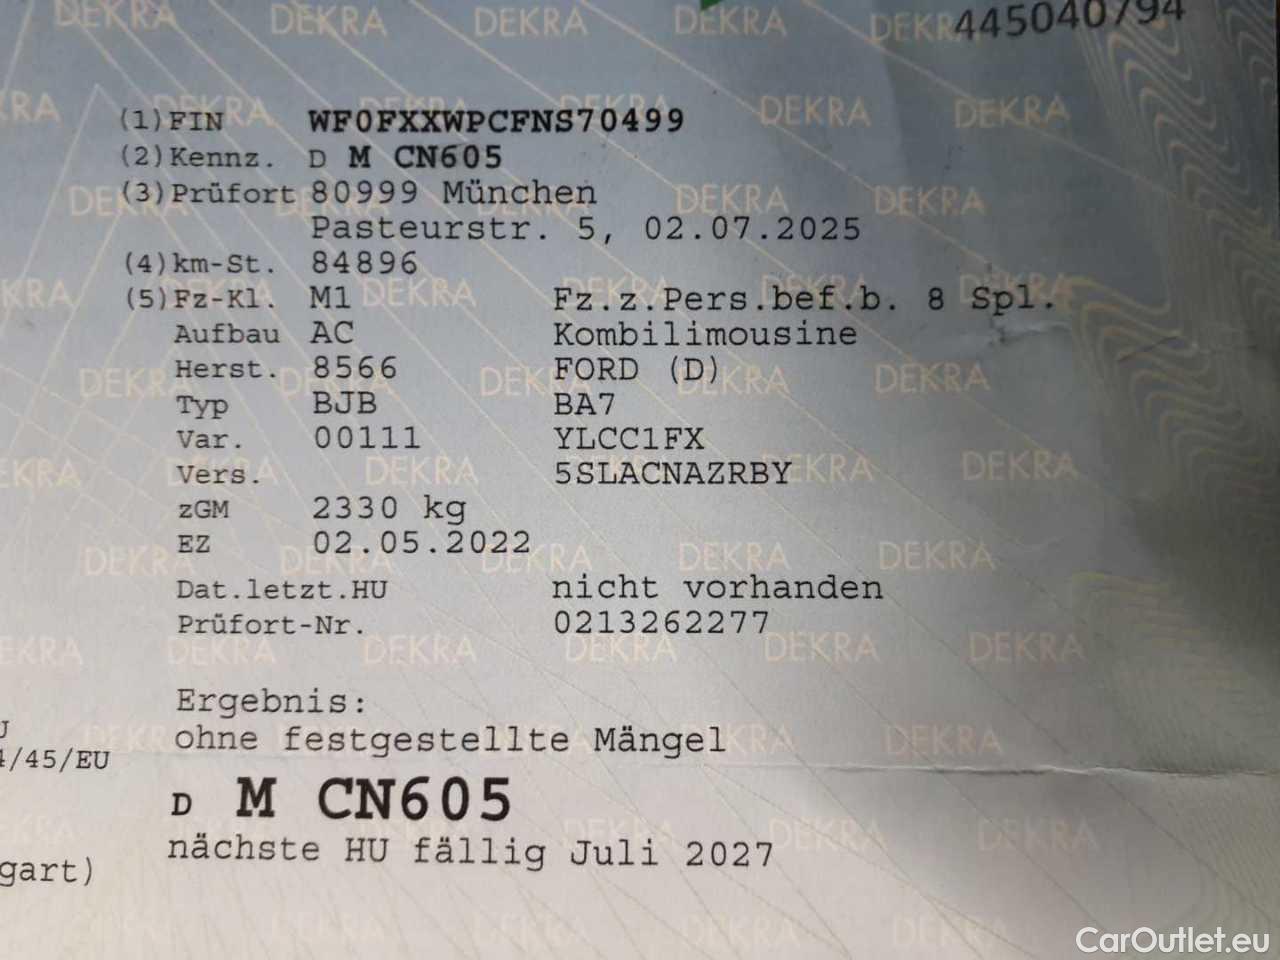 445040794
(1) FIN WF0FXXWPCFNS70499
(2) Kennz. D M CN605
(3) Prüfort 80999 München
Pasteurstr. 5, 02.07.2025
(4) km-St. 84896
(5) Fz-Kl. M1 Fz.z.Pers.bef.b. 8 Spl.
Aufbau AC Kombilimousine
Herst. 8566 FORD (D)
Typ BJB BA7
Var. 00111 YLCC1FX
Vers. 5SLACNAZRBY
zGM 2330 kg
EZ 02.05.2022
Dat.letzt.HU nicht vorhanden
Prüfort-Nr. 0213262277
Ergebnis:
ohne festgestellte Mängel
/45/EU
D M CN605
nächste HU fällig Juli 2027
gart)
CarOutlet.eu